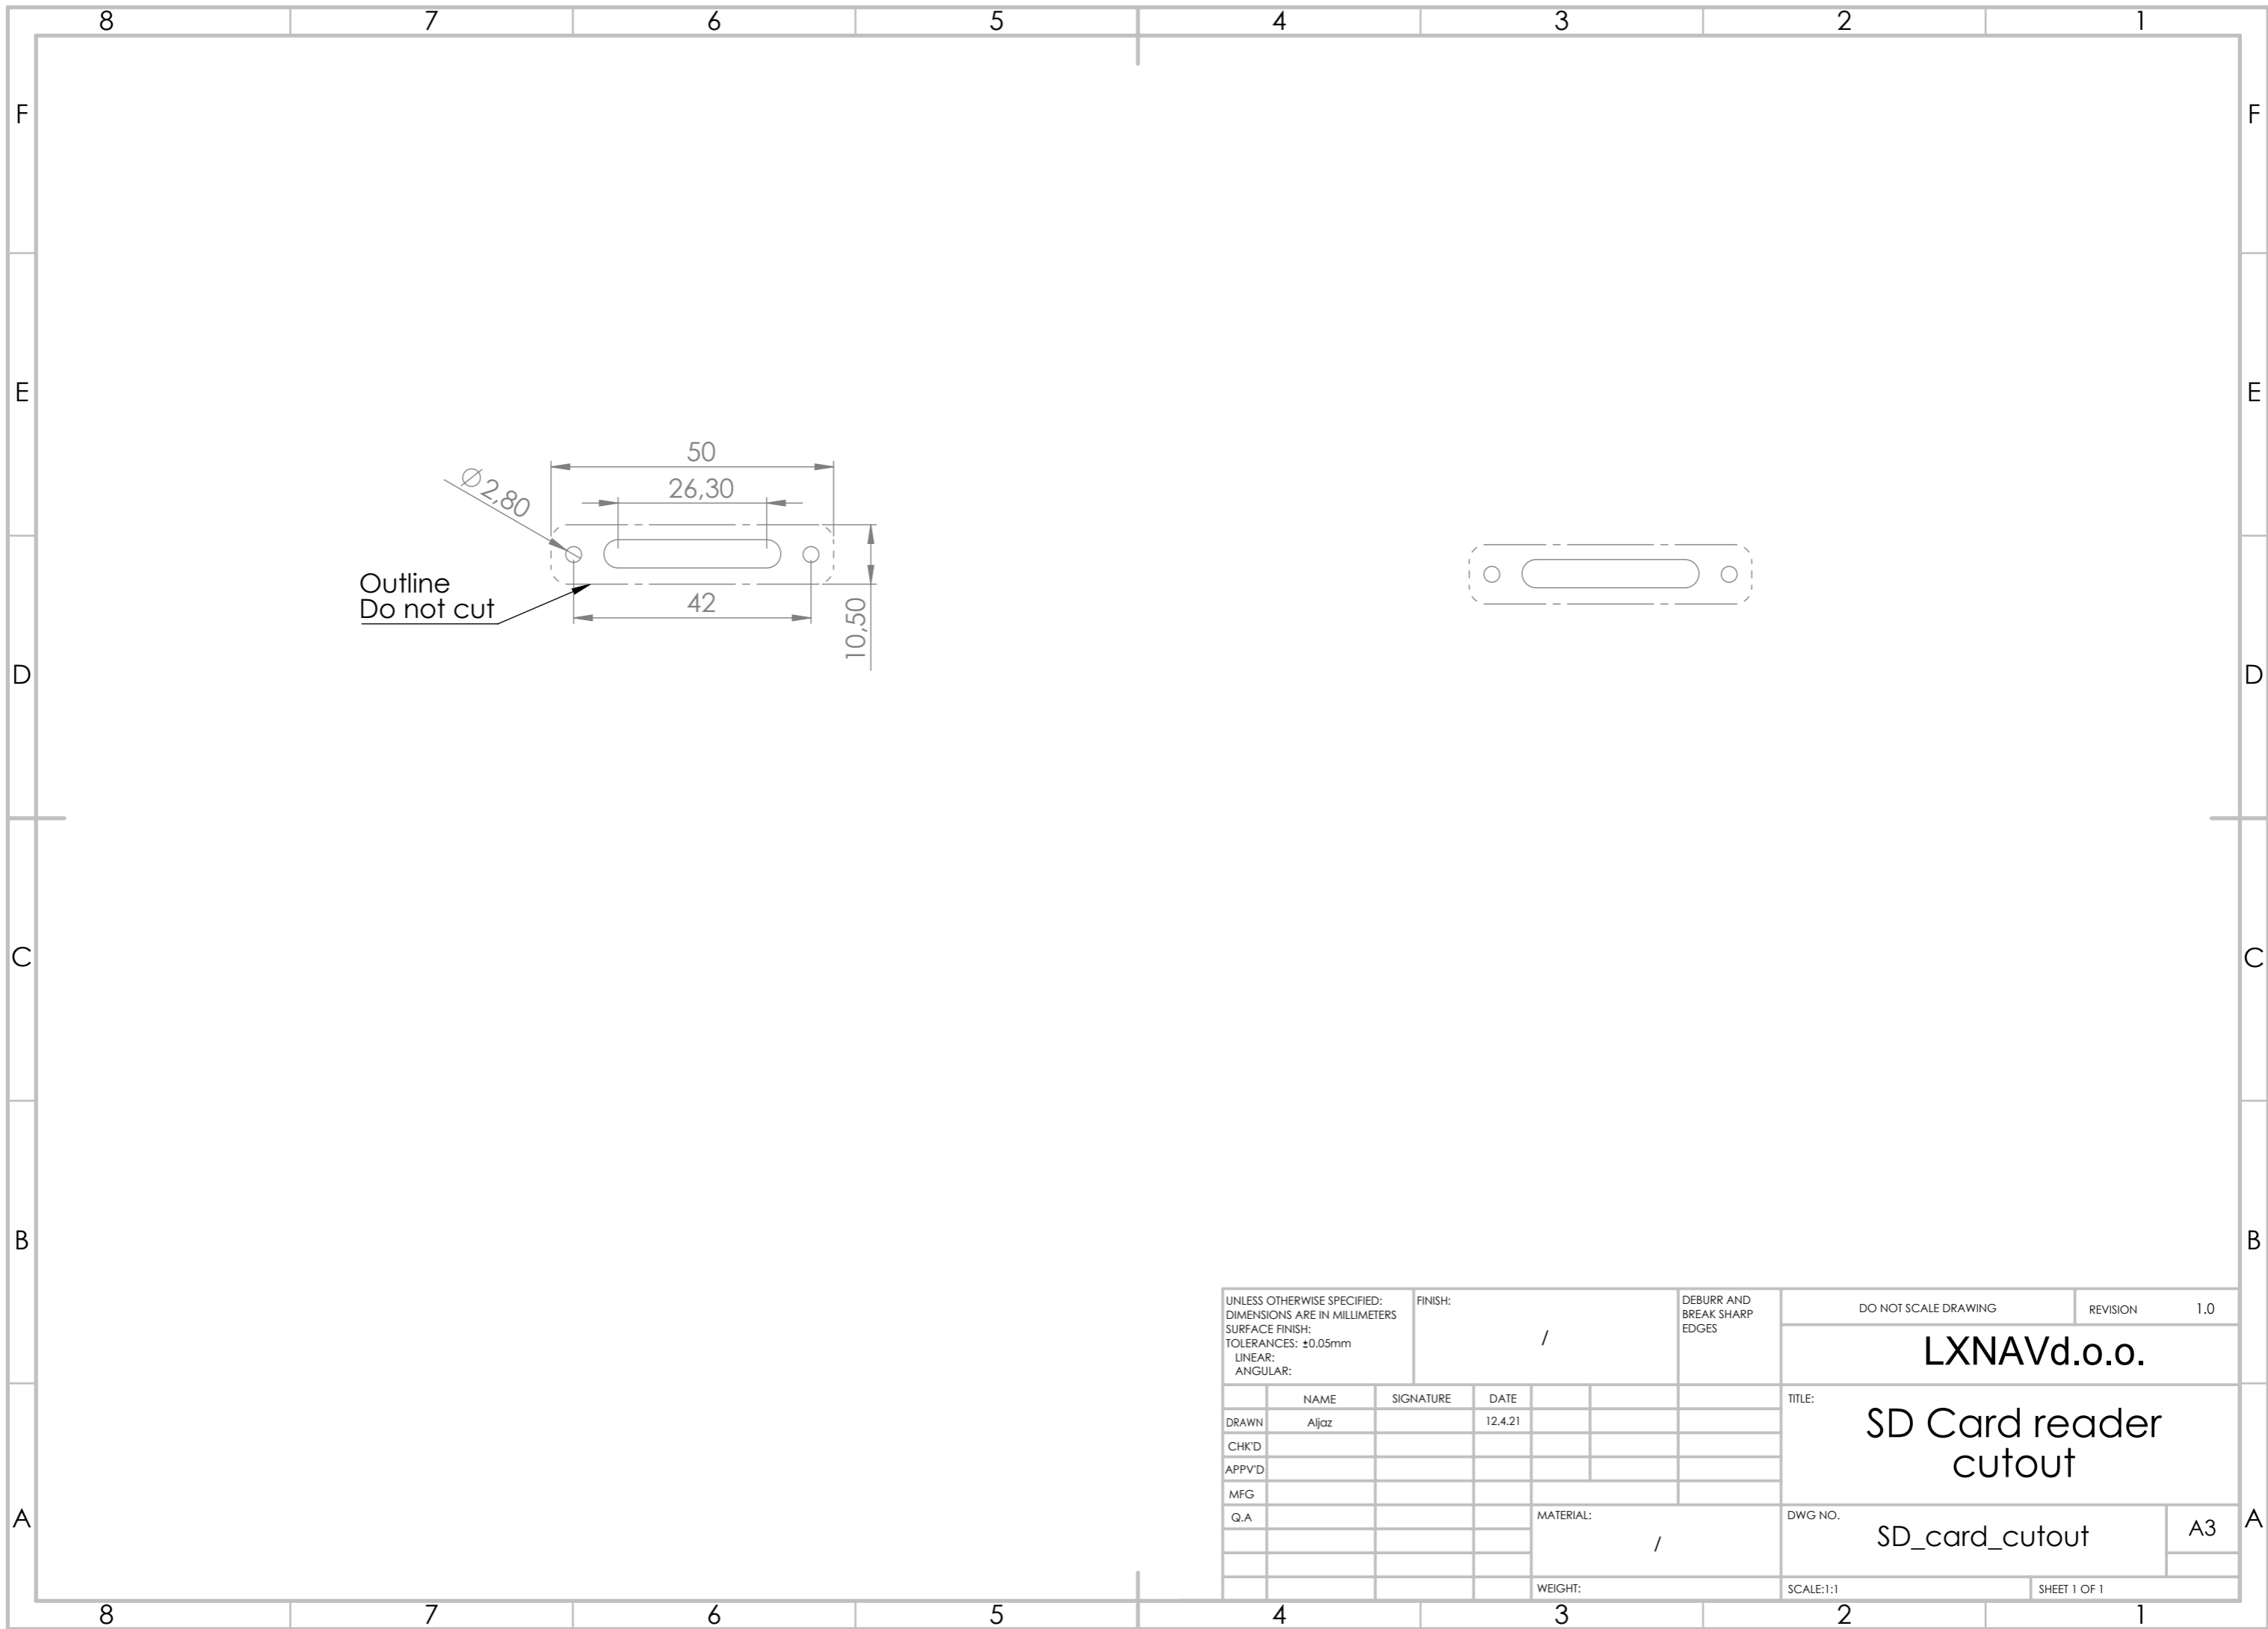 8 7 6 5 4 3 2 1
F F
E E
50
26,30
∅2,80
Outline
Do not cut
42
10,50
D D
C C
B B
UNLESS OTHERWISE SPECIFIED:
DIMENSIONS ARE IN MILLIMETERS
SURFACE FINISH:
TOLERANCES: ±0.05mm
LINEAR:
ANGULAR:
FINISH:
/
DEBURR AND
BREAK SHARP
EDGES
DO NOT SCALE DRAWING
REVISION 1.0
LXNAVd.o.o.
NAME SIGNATURE DATE
DRAWN Aljaz 12.4.21
CHK'D
APPV'D
MFG
Q.A
TITLE:
SD Card reader
cutout
MATERIAL:
/
DWG NO.
SD_card_cutout
A3
A A
WEIGHT:
SCALE:1:1
SHEET 1 OF 1
8 7 6 5 4 3 2 1